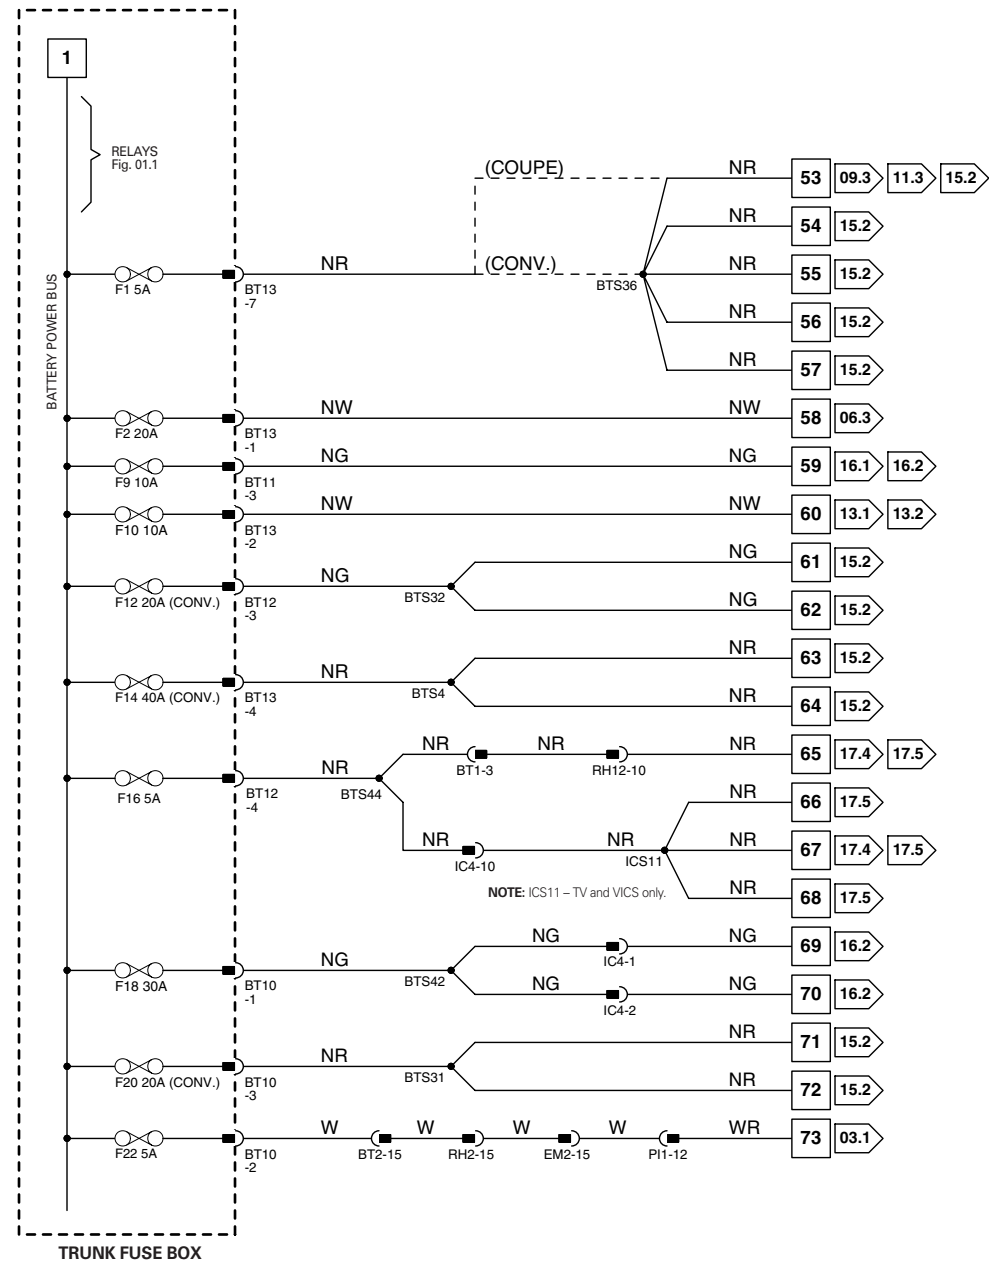 1
RELAYS
Fig. 01.1
BATTERY POWER BUS
(COUPE)
NR
53 09.3 11.3 15.2
NR
54 15.2
F1 5A
BT13
-7
NR
(CONV.)
BTS36
NR
55 15.2
NR
56 15.2
NR
57 15.2
F2 20A
BT13
-1
NW
NW
58 06.3
F9 10A
BT11
-3
NG
NG
59 16.1 16.2
F10 10A
BT13
-2
NW
NW
60 13.1 13.2
F12 20A (CONV.)
BT12
-3
NG
BTS32
NG
61 15.2
NG
62 15.2
F14 40A (CONV.)
BT13
-4
NR
BTS4
NR
63 15.2
NR
64 15.2
F16 5A
BT12
-4
NR
BTS44
NR
BT1-3
NR
RH12-10
NR
65 17.4 17.5
NR
66 17.5
NR
IC4-10
NR
ICS11
NR
67 17.4 17.5
NOTE: ICS11 – TV and VICS only.
NR
68 17.5
F18 30A
BT10
-1
NG
BTS42
NG
IC4-1
NG
69 16.2
NG
IC4-2
NG
70 16.2
F20 20A (CONV.)
BT10
-3
NR
BTS31
NR
71 15.2
NR
72 15.2
F22 5A
BT10
-2
W
BT2-15
W
RH2-15
W
EM2-15
W
PI1-12
WR
73 03.1
TRUNK FUSE BOX